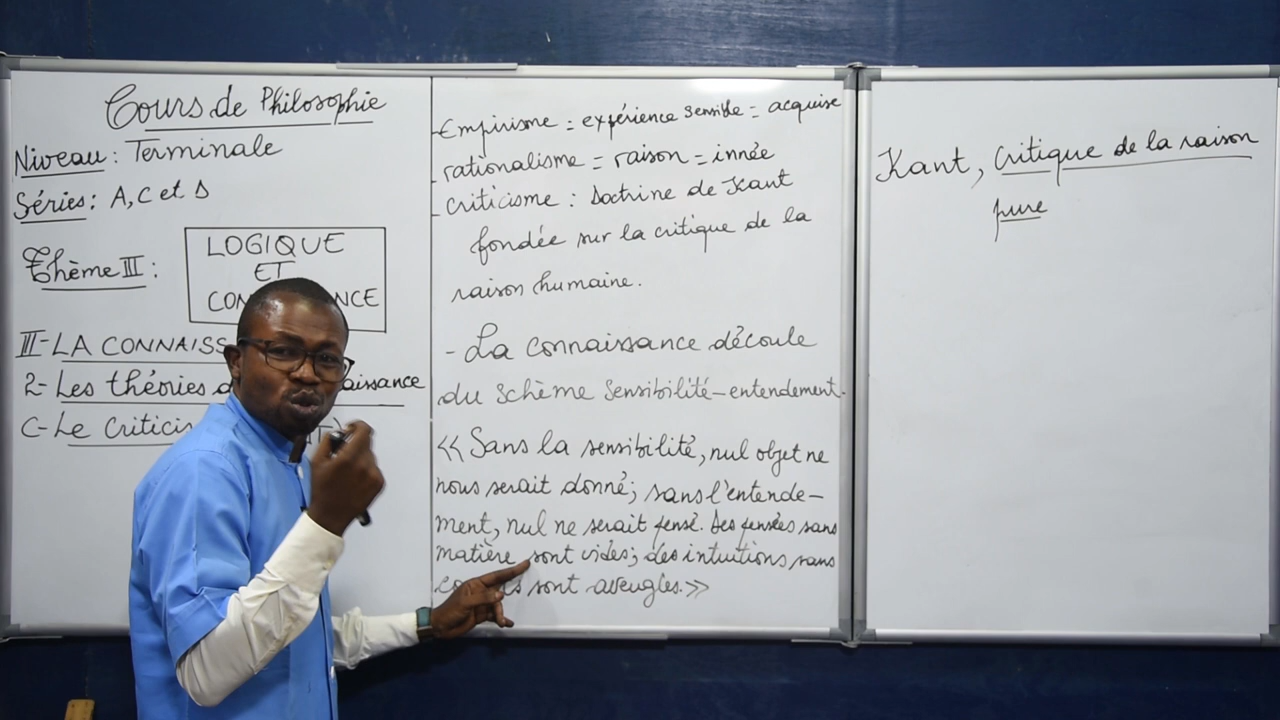 Cours de Philosophie
Niveau : Terminale
Séries : A, C et D
Thème III :
LOGIQUE
ET
III-LA
2- Les théories
C- Le
- Empirisme = expérience sensible = acquise
- rationalisme = raison = innée
- criticisme : Doctrine de Kant
fondée sur la critique de la
raison humaine.
- La connaissance découle
du schème sensibilité-entendement.
<< Sans la sensibilité, nul objet ne
nous serait donné; sans l'entende-
ment, nul ne serait pensé. Des pensées sans
matière sont vides; des intuitions sans
sont aveugles.>>
Kant, critique de la raison
pure